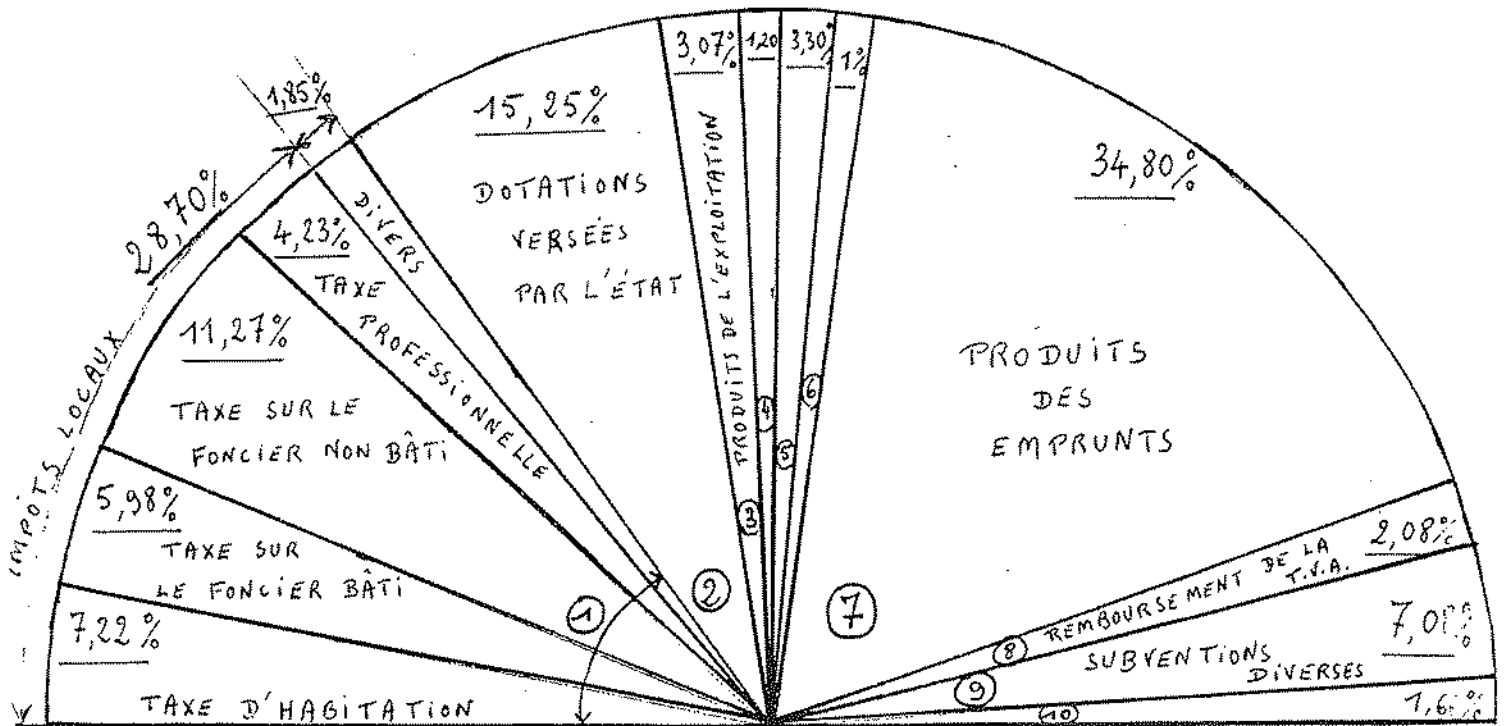 IMPÔTS LOCAUX
28,70%
1,85%
7,22%
TAXE D'HABITATION
5,98%
TAXE SUR
LE FONCIER BÂTI
11,27%
TAXE SUR LE
FONCIER NON BÂTI
4,23%
TAXE
PROFESSIONNELLE
DIVERS
1
15,25%
DOTATIONS
VERSÉES
PAR L'ÉTAT
2
3,07%
PRODUITS DE L'EXPLOITATION
3
1,20
4
3,30%
5
1%
6
34,80%
PRODUITS
DES
EMPRUNTS
7
2,08%
REMBOURSEMENT DE LA
T.V.A.
8
SUBVENTIONS
DIVERSES
9
10